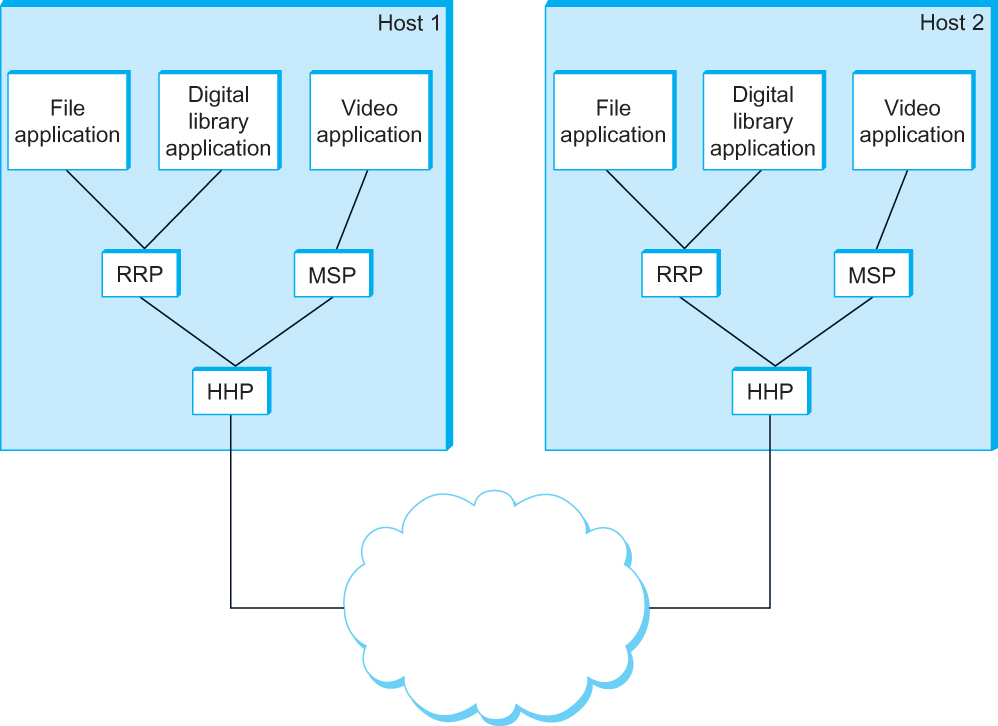 Host 1
File
application
Digital
library
application
Video
application
RRP
MSP
HHP
Host 2
File
application
Digital
library
application
Video
application
RRP
MSP
HHP